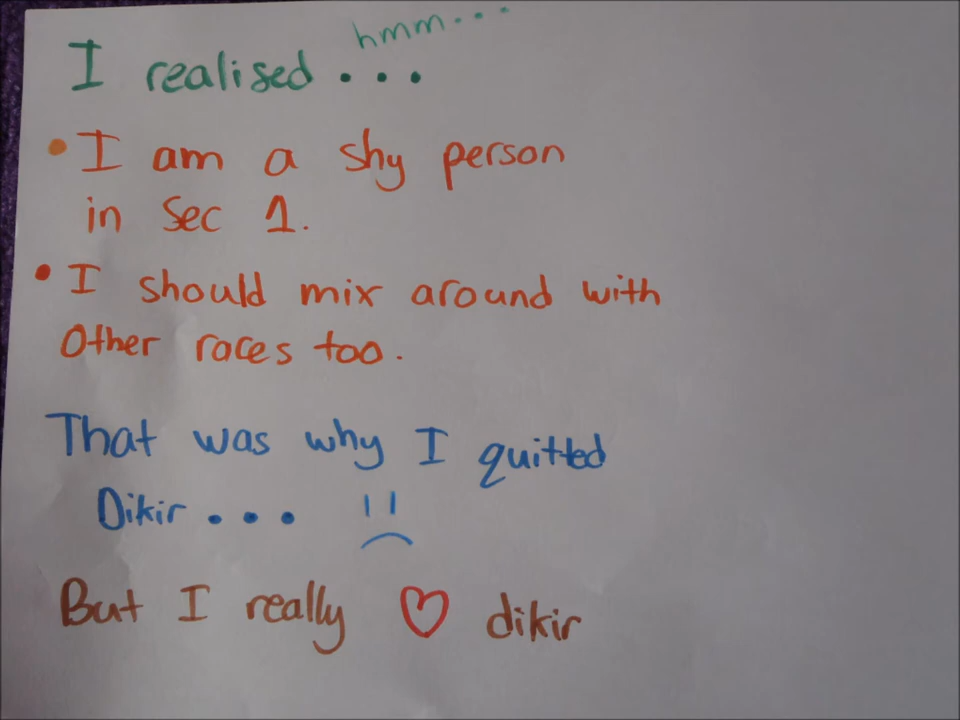 hmm...
I realised...
• I am a shy person
in Sec 1.
• I should mix around with
Other races too.
That was why I quitted
Dikir...
But I really ♡ dikir